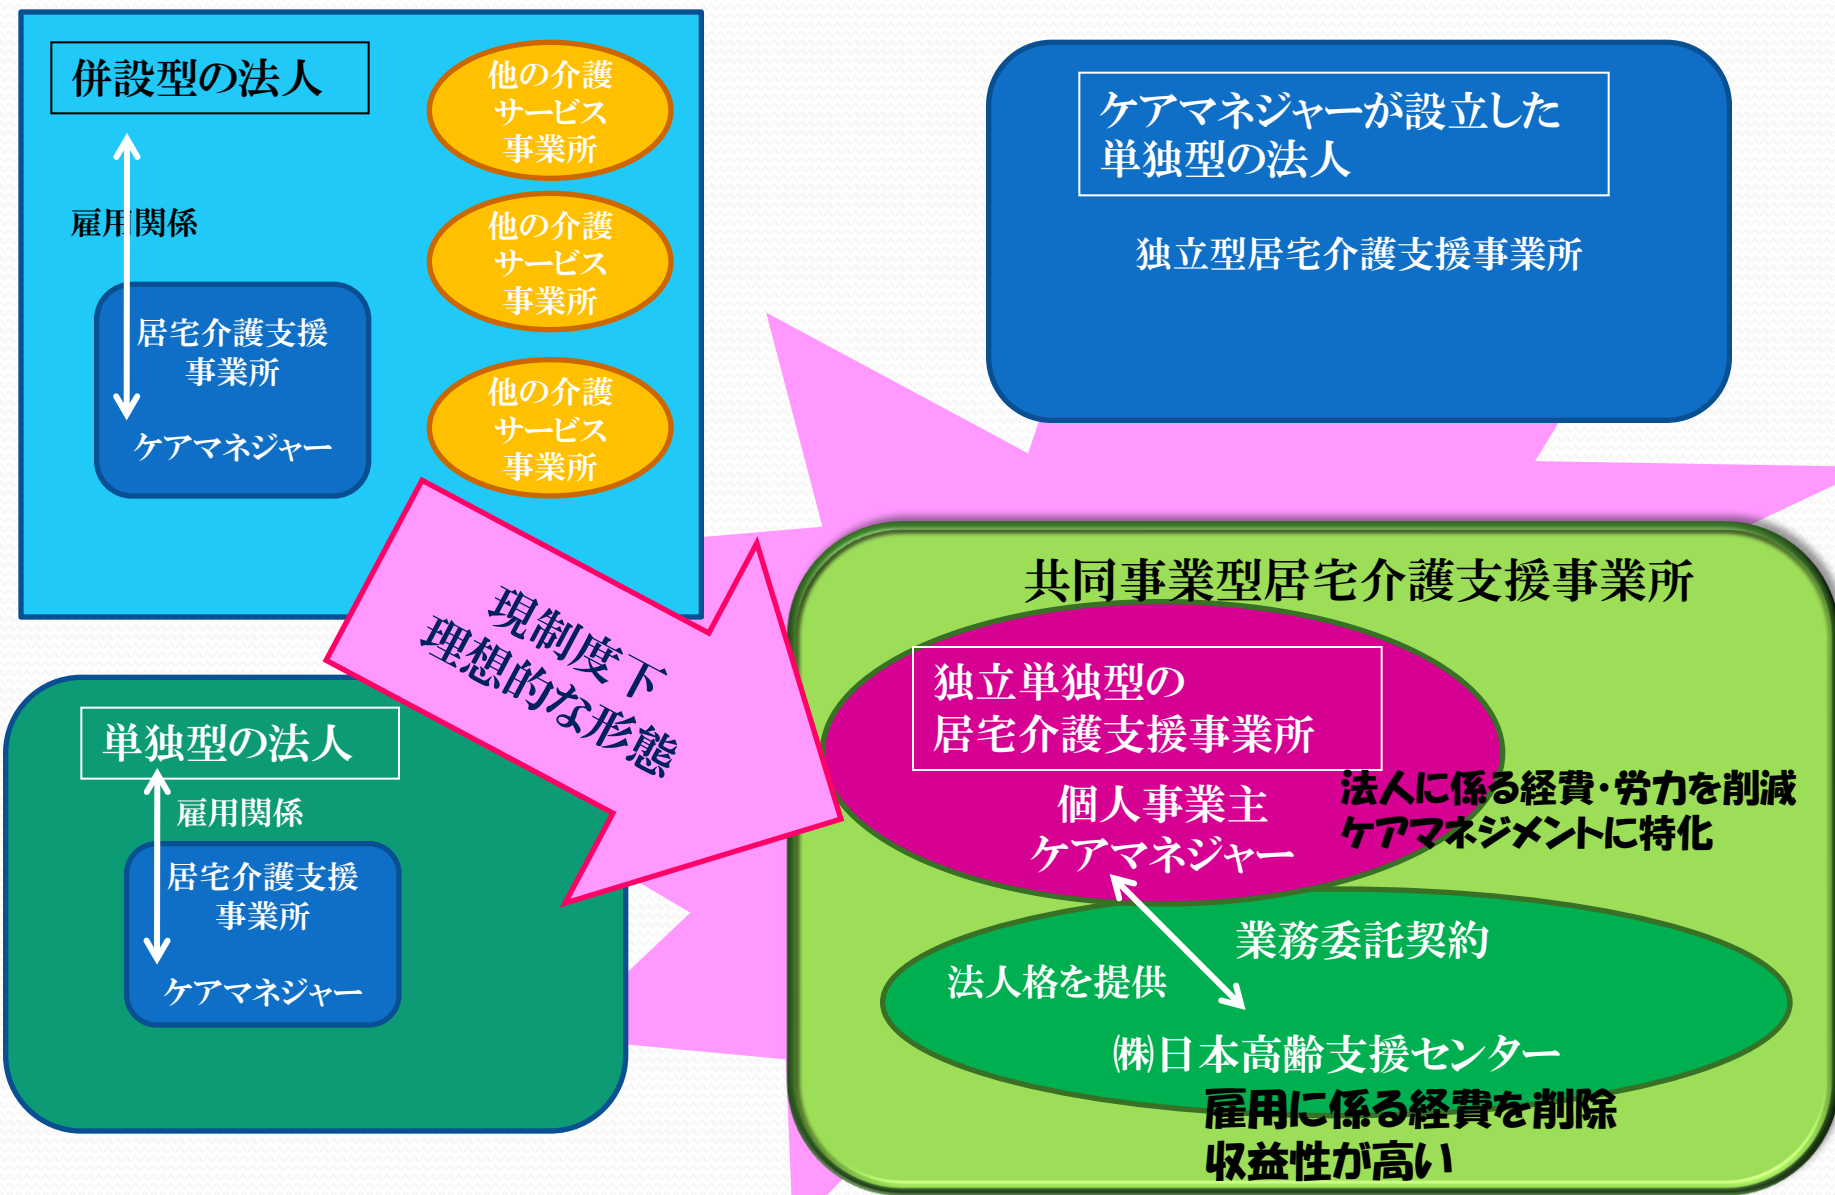 併設型の法人
雇用関係
居宅介護支援
事業所
ケアマネジャー
他の介護
サービス
事業所
他の介護
サービス
事業所
他の介護
サービス
事業所
ケアマネジャーが設立した
単独型の法人
独立型居宅介護支援事業所
現制度下
理想的な形態
単独型の法人
雇用関係
居宅介護支援
事業所
ケアマネジャー
共同事業型居宅介護支援事業所
独立単独型の
居宅介護支援事業所
個人事業主
ケアマネジャー
法人に係る経費・労力を削減
ケアマネジメントに特化
業務委託契約
法人格を提供
㈱日本高齢支援センター
雇用に係る経費を削除
収益性が高い